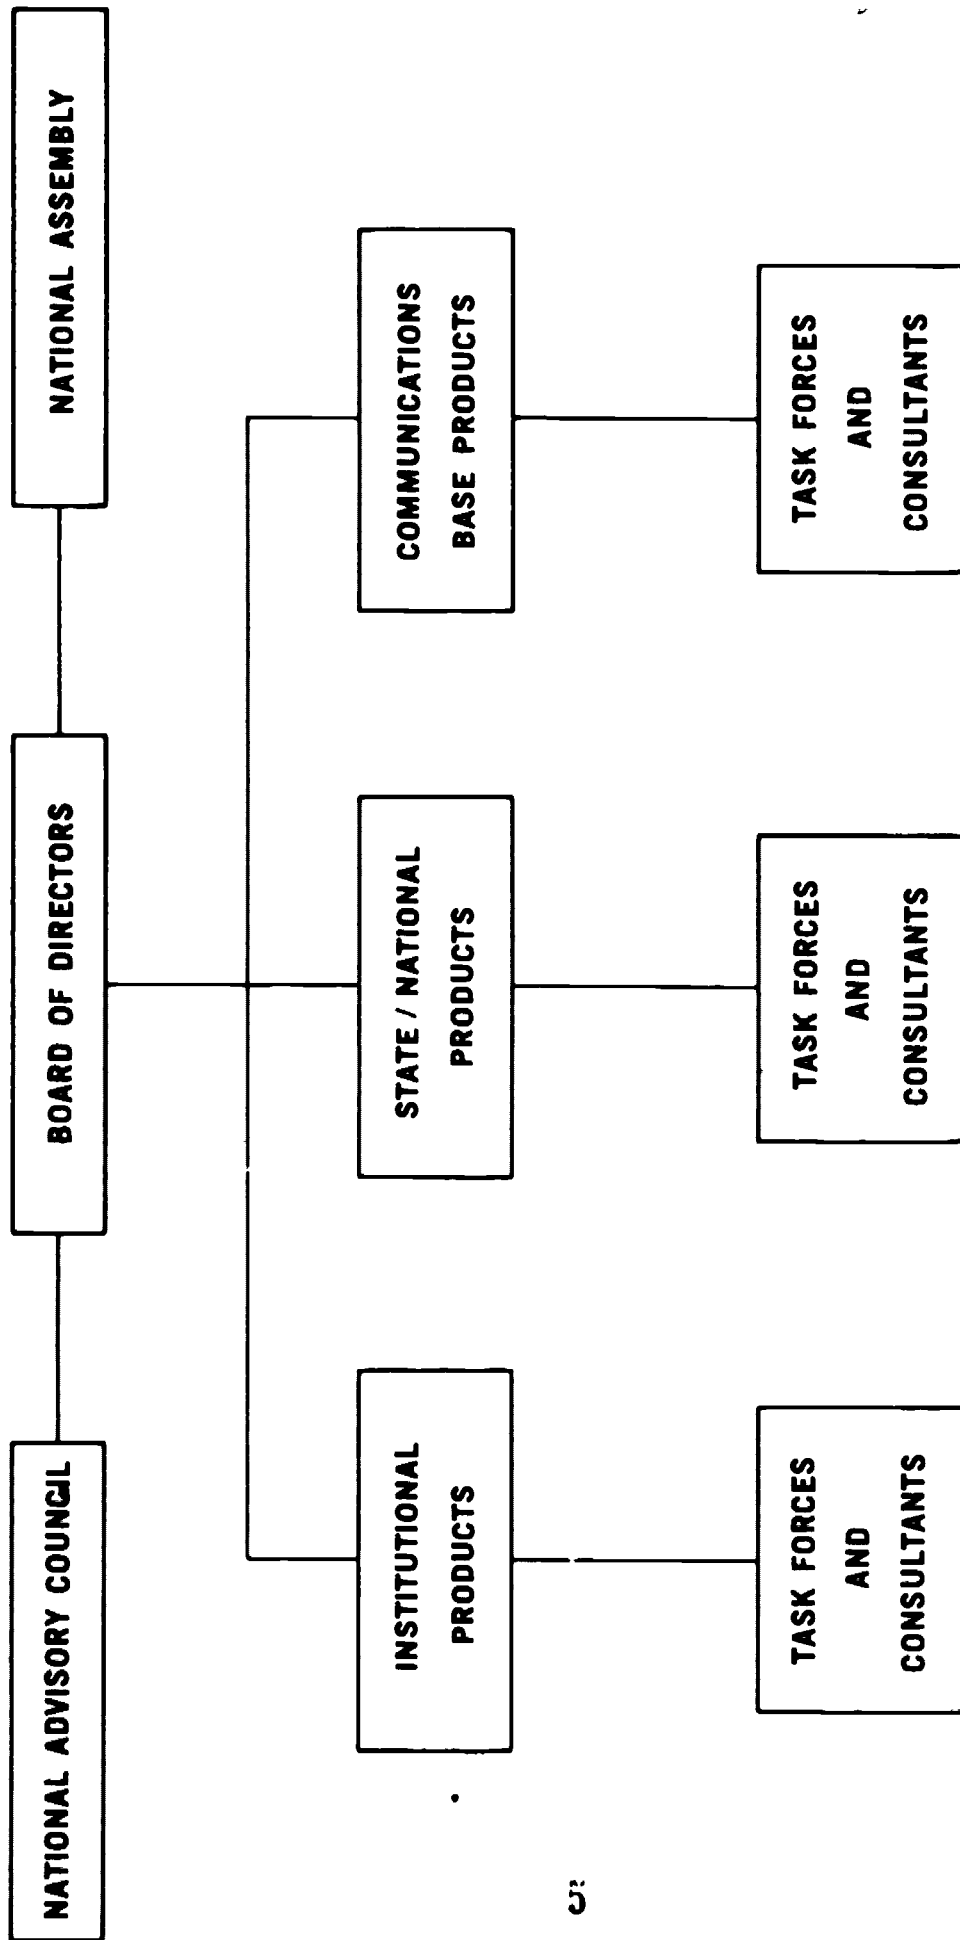 NATIONAL ADVISORY COUNCIL
BOARD OF DIRECTORS
NATIONAL ASSEMBLY
INSTITUTIONAL
PRODUCTS
STATE / NATIONAL
PRODUCTS
COMMUNICATIONS
BASE PRODUCTS
TASK FORCES
AND
CONSULTANTS
TASK FORCES
AND
CONSULTANTS
TASK FORCES
AND
CONSULTANTS